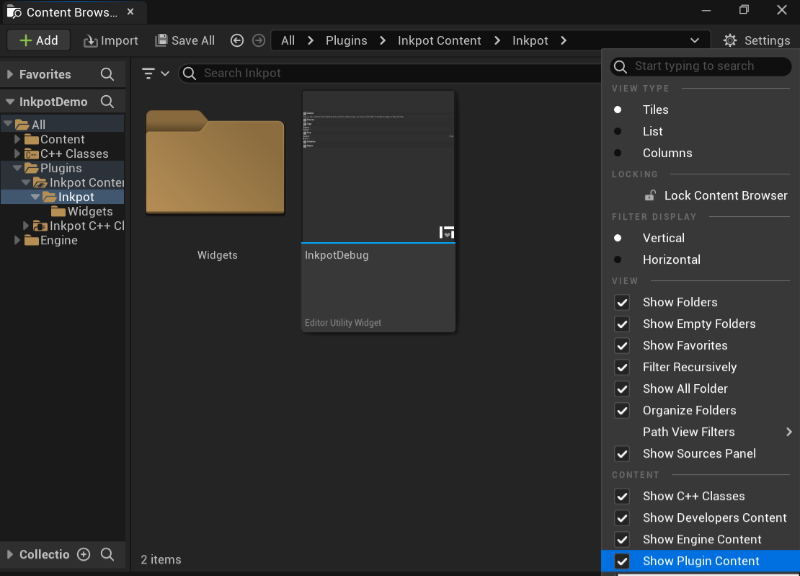 Content Brows...
Add
Import
Save All
All > Plugins > Inkpot Content > Inkpot >
Settings
Favorites
InkpotDemo
All
Content
C++ Classes
Plugins
Inkpot Conter
Inkpot
Widgets
Inkpot C++ Cl
Engine
Collectio
Search Inkpot
Widgets
InkpotDebug
Editor Utility Widget
2 items
Start typing to search
VIEW TYPE
Tiles
List
Columns
LOCKING
Lock Content Browser
FILTER DISPLAY
Vertical
Horizontal
VIEW
Show Folders
Show Empty Folders
Show Favorites
Filter Recursively
Show All Folder
Organize Folders
Path View Filters
Show Sources Panel
CONTENT
Show C++ Classes
Show Developers Content
Show Engine Content
Show Plugin Content